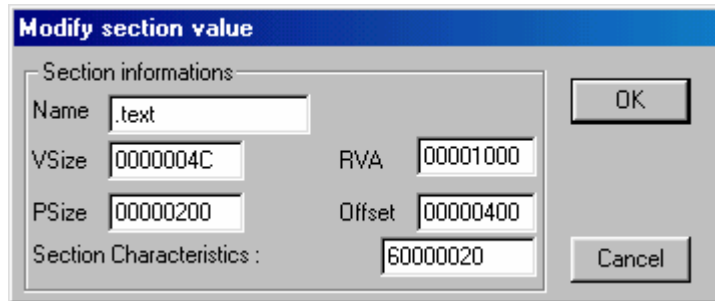 Modify section value
Section informations
Name .text
OK
VSize 0000004C RVA 00001000
PSize 00000200 Offset 00000400
Section Characteristics : 60000020
Cancel